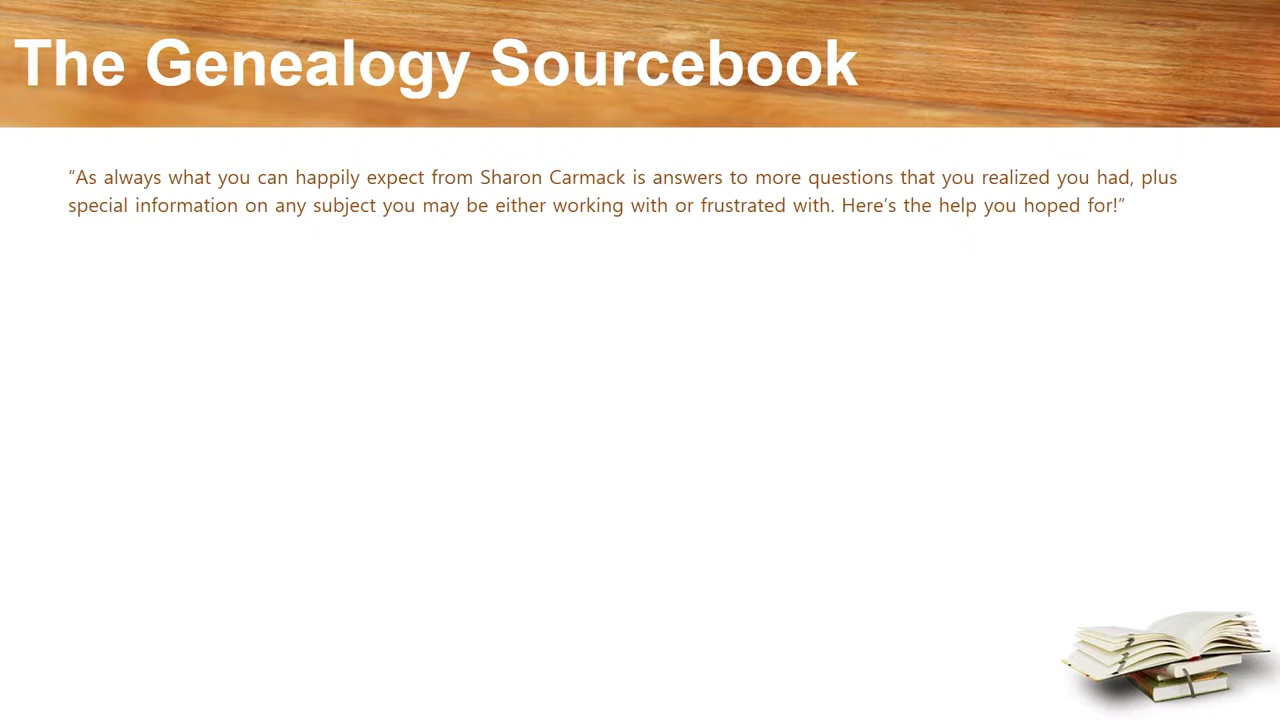 The Genealogy Sourcebook
“As always what you can happily expect from Sharon Carmack is answers to more questions that you realized you had, plus
special information on any subject you may be either working with or frustrated with. Here’s the help you hoped for!”